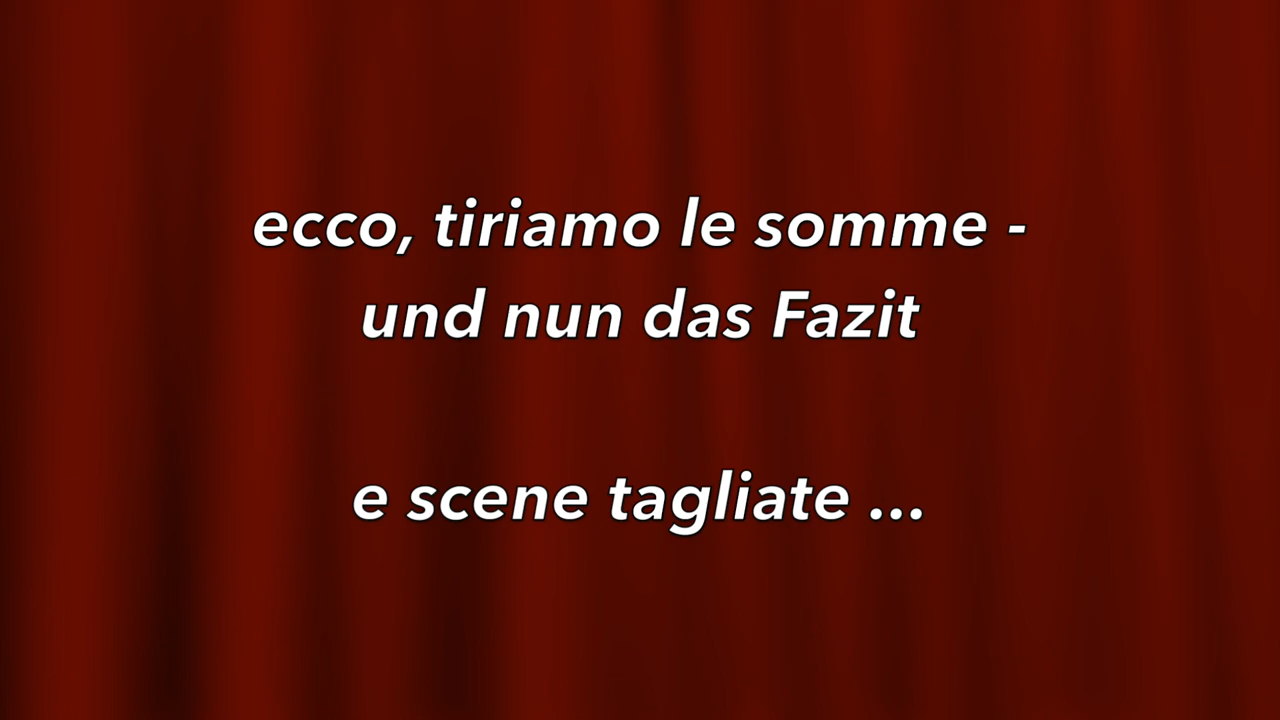 ecco, tiriamo le somme -
und nun das Fazit
e scene tagliate ...